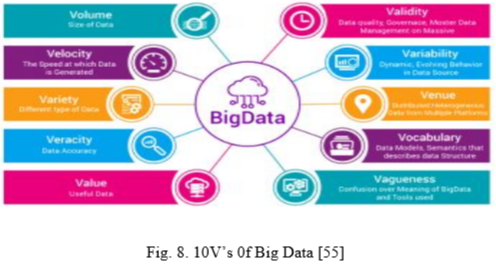 Volume
Size of Data
Velocity
The Speed at which Data
is Generated
Variety
Different type of Data
Veracity
Data Accuracy
Value
Useful Data
BigData
Validity
Data quality, Governace, Moster Data
Management on Massive
Variability
Dynamic, Evolving Behavior
in Data Source
Venue
Distributed Heterogeneous
Data from Multiple Platforms
Vocabulary
Data Models, Semantics that
describes data Structure
Vagueness
Confusion over Meaning of BigData
and Tools used
Fig. 8. 10V's 0f Big Data [55]